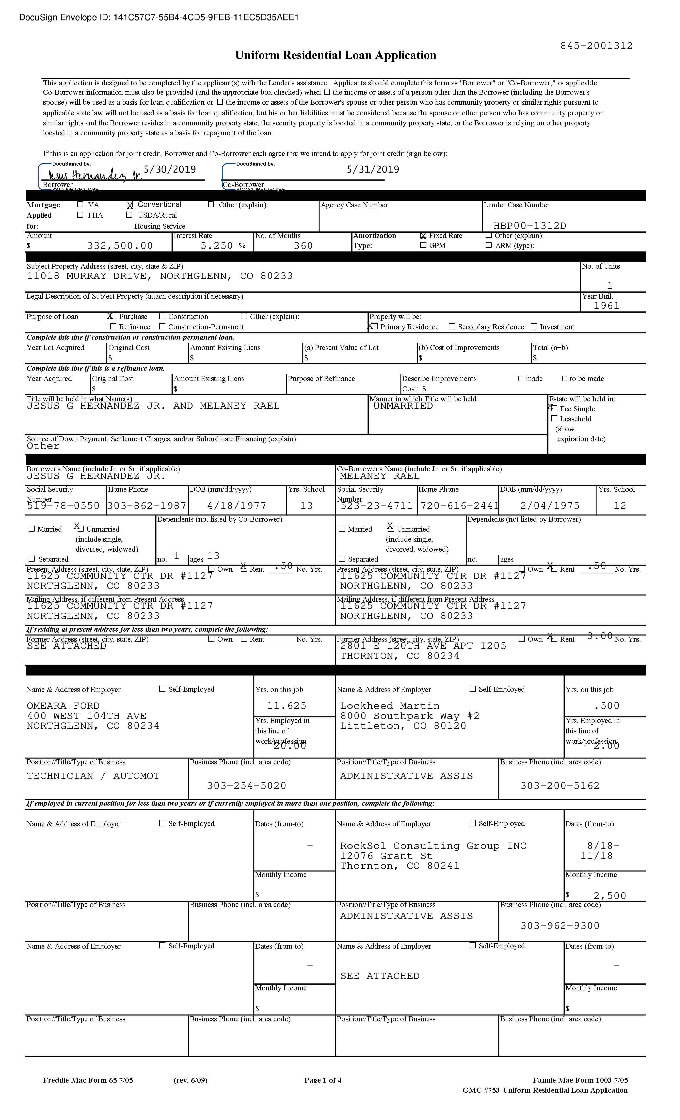 DocuSign Envelope ID: 141C57C7-55B4-4CD5-9FEB-11EC5D35AEE1
845-2001312
Uniform Residential Loan Application
This application is designed to be completed by the applicant(s) with the Lender's assistance. Applicants should complete this form as "Borrower" or "Co-Borrower," as applicable.
Co-Borrower information must also be provided (and the appropriate box checked) when ☐ the income or assets of a person other than the Borrower (including the Borrower's
spouse) will be used as a basis for loan qualification or ☐ the income or assets of the Borrower's spouse or other person who has community property or similar rights pursuant to
applicable state law will not be used as a basis for loan qualification, but his or her liabilities must be considered because the spouse or other person who has community property or
similar rights and the Borrower resides in a community property state, the security property is located in a community property state, or the Borrower is relying on other property
located in a community property state as a basis for repayment of the loan.
If this is an application for joint credit, Borrower and Co-Borrower each agree that we intend to apply for joint credit (sign below):
DocuSigned by: 5/30/2019 DocuSigned by: 5/31/2019
Borrower Co-Borrower
Mortgage ☐ VA X Conventional ☐ Other (explain): Agency Case Number Lender Case Number
Applied ☐ FHA ☐ USDA/Rural
for: Housing Service HBP00-1312D
Amount Interest Rate No. of Months Amortization X Fixed Rate ☐ Other (explain):
$ 332,500.00 5.250 % 360 Type: ☐ GPM ☐ ARM (type):
Subject Property Address (street, city, state & ZIP) No. of Units
11018 MURRAY DRIVE, NORTHGLENN, CO 80233 1
Legal Description of Subject Property (attach description if necessary) Year Built
1961
Purpose of Loan X Purchase ☐ Construction ☐ Other (explain): Property will be:
☐ Refinance ☐ Construction-Permanent X Primary Residence ☐ Secondary Residence ☐ Investment
Complete this line if construction or construction-permanent loan.
Year Lot Acquired Original Cost Amount Existing Liens (a) Present Value of Lot (b) Cost of Improvements Total (a+b)
$ $ $ $ $
Complete this line if this is a refinance loan.
Year Acquired Original Cost Amount Existing Liens Purpose of Refinance Describe Improvements ☐ made ☐ to be made
$ $ Cost: $
Title will be held in what Name(s) Manner in which Title will be held Estate will be held in:
JESUS G HERNANDEZ JR. AND MELANEY RAEL UNMARRIED X Fee Simple
☐ Leasehold
(show
Source of Down Payment, Settlement Charges, and/or Subordinate Financing (explain) expiration date)
Other
Borrower's Name (include Jr. or Sr. if applicable) Co-Borrower's Name (include Jr. or Sr. if applicable)
JESUS G HERNANDEZ JR. MELANEY RAEL
Social Security Number Home Phone DOB (mm/dd/yyyy) Yrs. School Social Security Number Home Phone DOB (mm/dd/yyyy) Yrs. School
519-78-0550 303-862-1987 4/18/1977 13 523-23-4711 720-616-2441 2/04/1975 12
☐ Married X Unmarried Dependents (not listed by Co-Borrower) ☐ Married X Unmarried Dependents (not listed by Borrower)
(include single, (include single,
divorced, widowed) divorced, widowed)
☐ Separated no. 1 ages 13 ☐ Separated no. ages
Present Address (street, city, state, ZIP) ☐ Own X Rent .50 No. Yrs. Present Address (street, city, state, ZIP) ☐ Own X Rent .50 No. Yrs.
11625 COMMUNITY CTR DR #1127 11625 COMMUNITY CTR DR #1127
NORTHGLENN, CO 80233 NORTHGLENN, CO 80233
Mailing Address, if different from Present Address Mailing Address, if different from Present Address
11625 COMMUNITY CTR DR #1127 11625 COMMUNITY CTR DR #1127
NORTHGLENN, CO 80233 NORTHGLENN, CO 80233
If residing at present address for less than two years, complete the following:
Former Address (street, city, state, ZIP) ☐ Own ☐ Rent No. Yrs. Former Address (street, city, state, ZIP) ☐ Own X Rent 3.00 No. Yrs.
SEE ATTACHED 2801 E 120TH AVE APT 1205
THORNTON, CO 80234
Name & Address of Employer ☐ Self-Employed Yrs. on this job Name & Address of Employer ☐ Self-Employed Yrs. on this job
OMEARA FORD 11.625 Lockheed Martin .500
400 WEST 104TH AVE Yrs. Employed in 8000 Southpark Way #2 Yrs. Employed in
NORTHGLENN, CO 80234 this line of Littleton, CO 80120 this line of
work/profession work/profession
20.00 2.00
Position/Title/Type of Business Business Phone (incl. area code) Position/Title/Type of Business Business Phone (incl. area code)
TECHNICIAN / AUTOMOT ADMINISTRATIVE ASSIS
303-254-5020 303-200-5162
If employed in current position for less than two years or if currently employed in more than one position, complete the following:
Name & Address of Employer ☐ Self-Employed Dates (from-to) Name & Address of Employer ☐ Self-Employed Dates (from-to)
– RockSol Consulting Group INC 8/18-
12076 Grant St 11/18
Thornton, CO 80241
Monthly Income Monthly Income
$ $ 2,500
Position/Title/Type of Business Business Phone (incl. area code) Position/Title/Type of Business Business Phone (incl. area code)
ADMINISTRATIVE ASSIS
303-962-9300
Name & Address of Employer ☐ Self-Employed Dates (from-to) Name & Address of Employer ☐ Self-Employed Dates (from-to)
– –
SEE ATTACHED
Monthly Income Monthly Income
$ $
Position/Title/Type of Business Business Phone (incl. area code) Position/Title/Type of Business Business Phone (incl. area code)
Freddie Mac Form 65 7/05 (rev. 6/09) Page 1 of 4 Fannie Mae Form 1003 7/05
GMC #753 Uniform Residential Loan Application